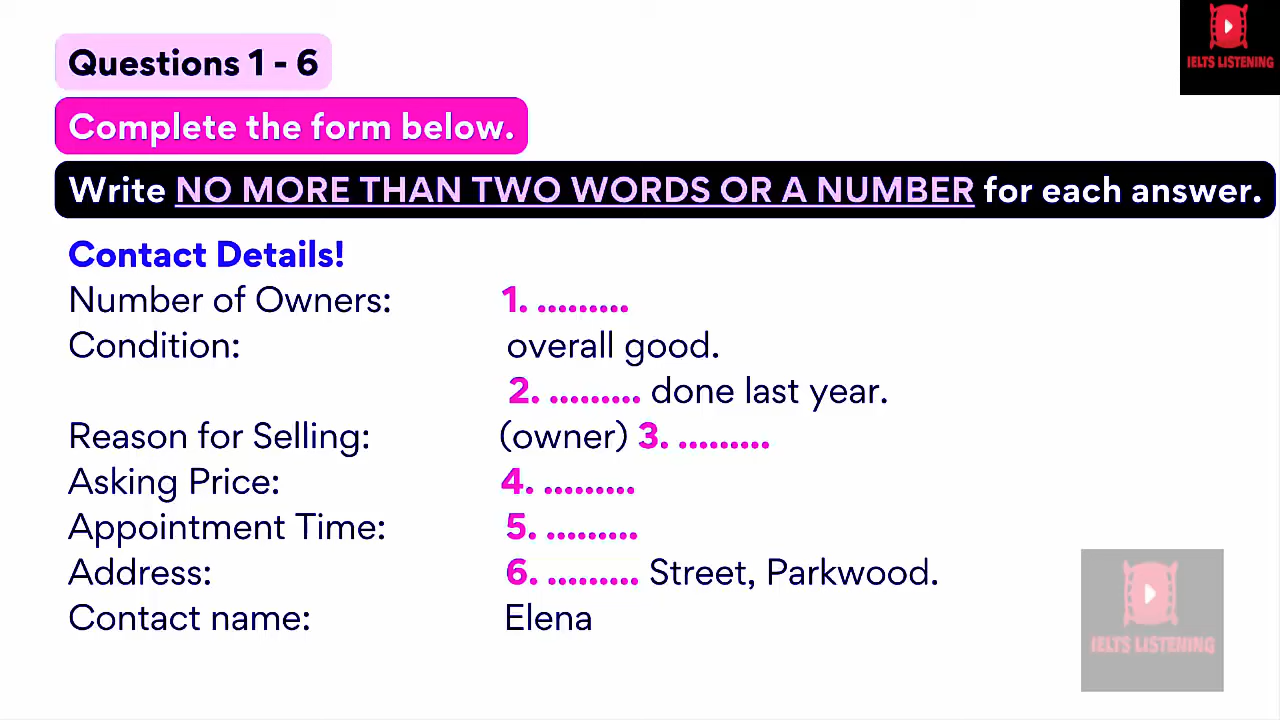 IELTS LISTENING
Questions 1 - 6
Complete the form below.
Write NO MORE THAN TWO WORDS OR A NUMBER for each answer.
Contact Details!
Number of Owners: 1. .........
Condition: overall good.
2. ......... done last year.
Reason for Selling: (owner) 3. .........
Asking Price: 4. .........
Appointment Time: 5. .........
Address: 6. ......... Street, Parkwood.
Contact name: Elena
IELTS LISTENING